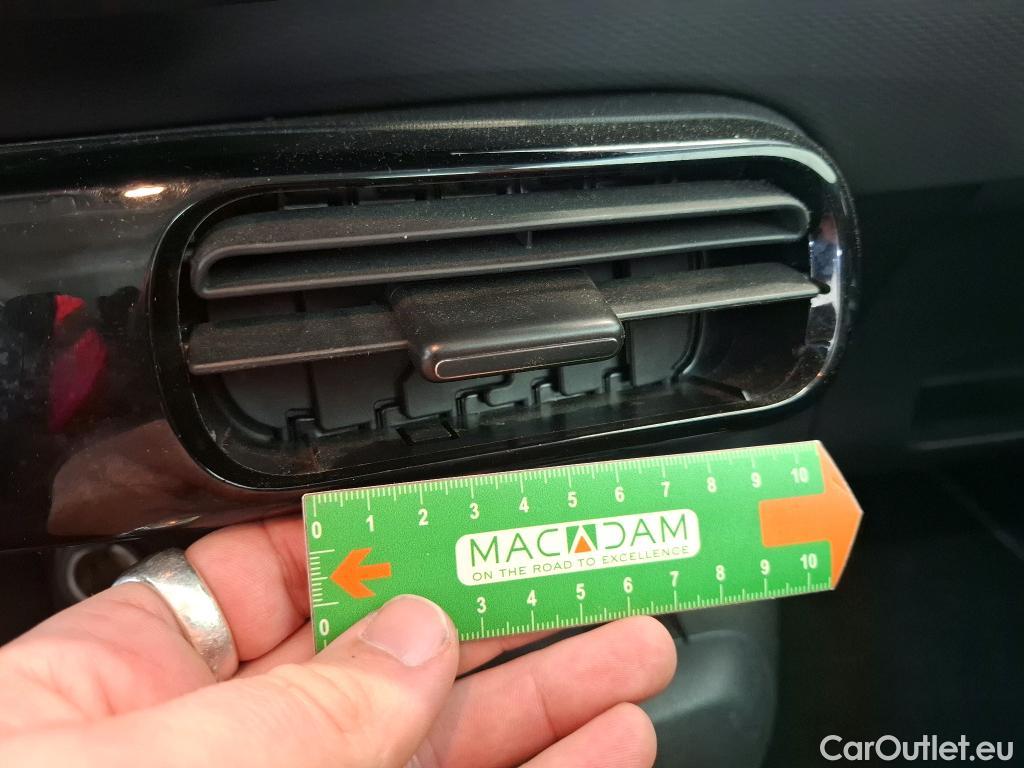 0 1 2 3 4 5 6 7 8 9 10
MACADAM
ON THE ROAD TO EXCELLENCE
0 3 4 5 6 7 8 9 10
CarOutlet.eu